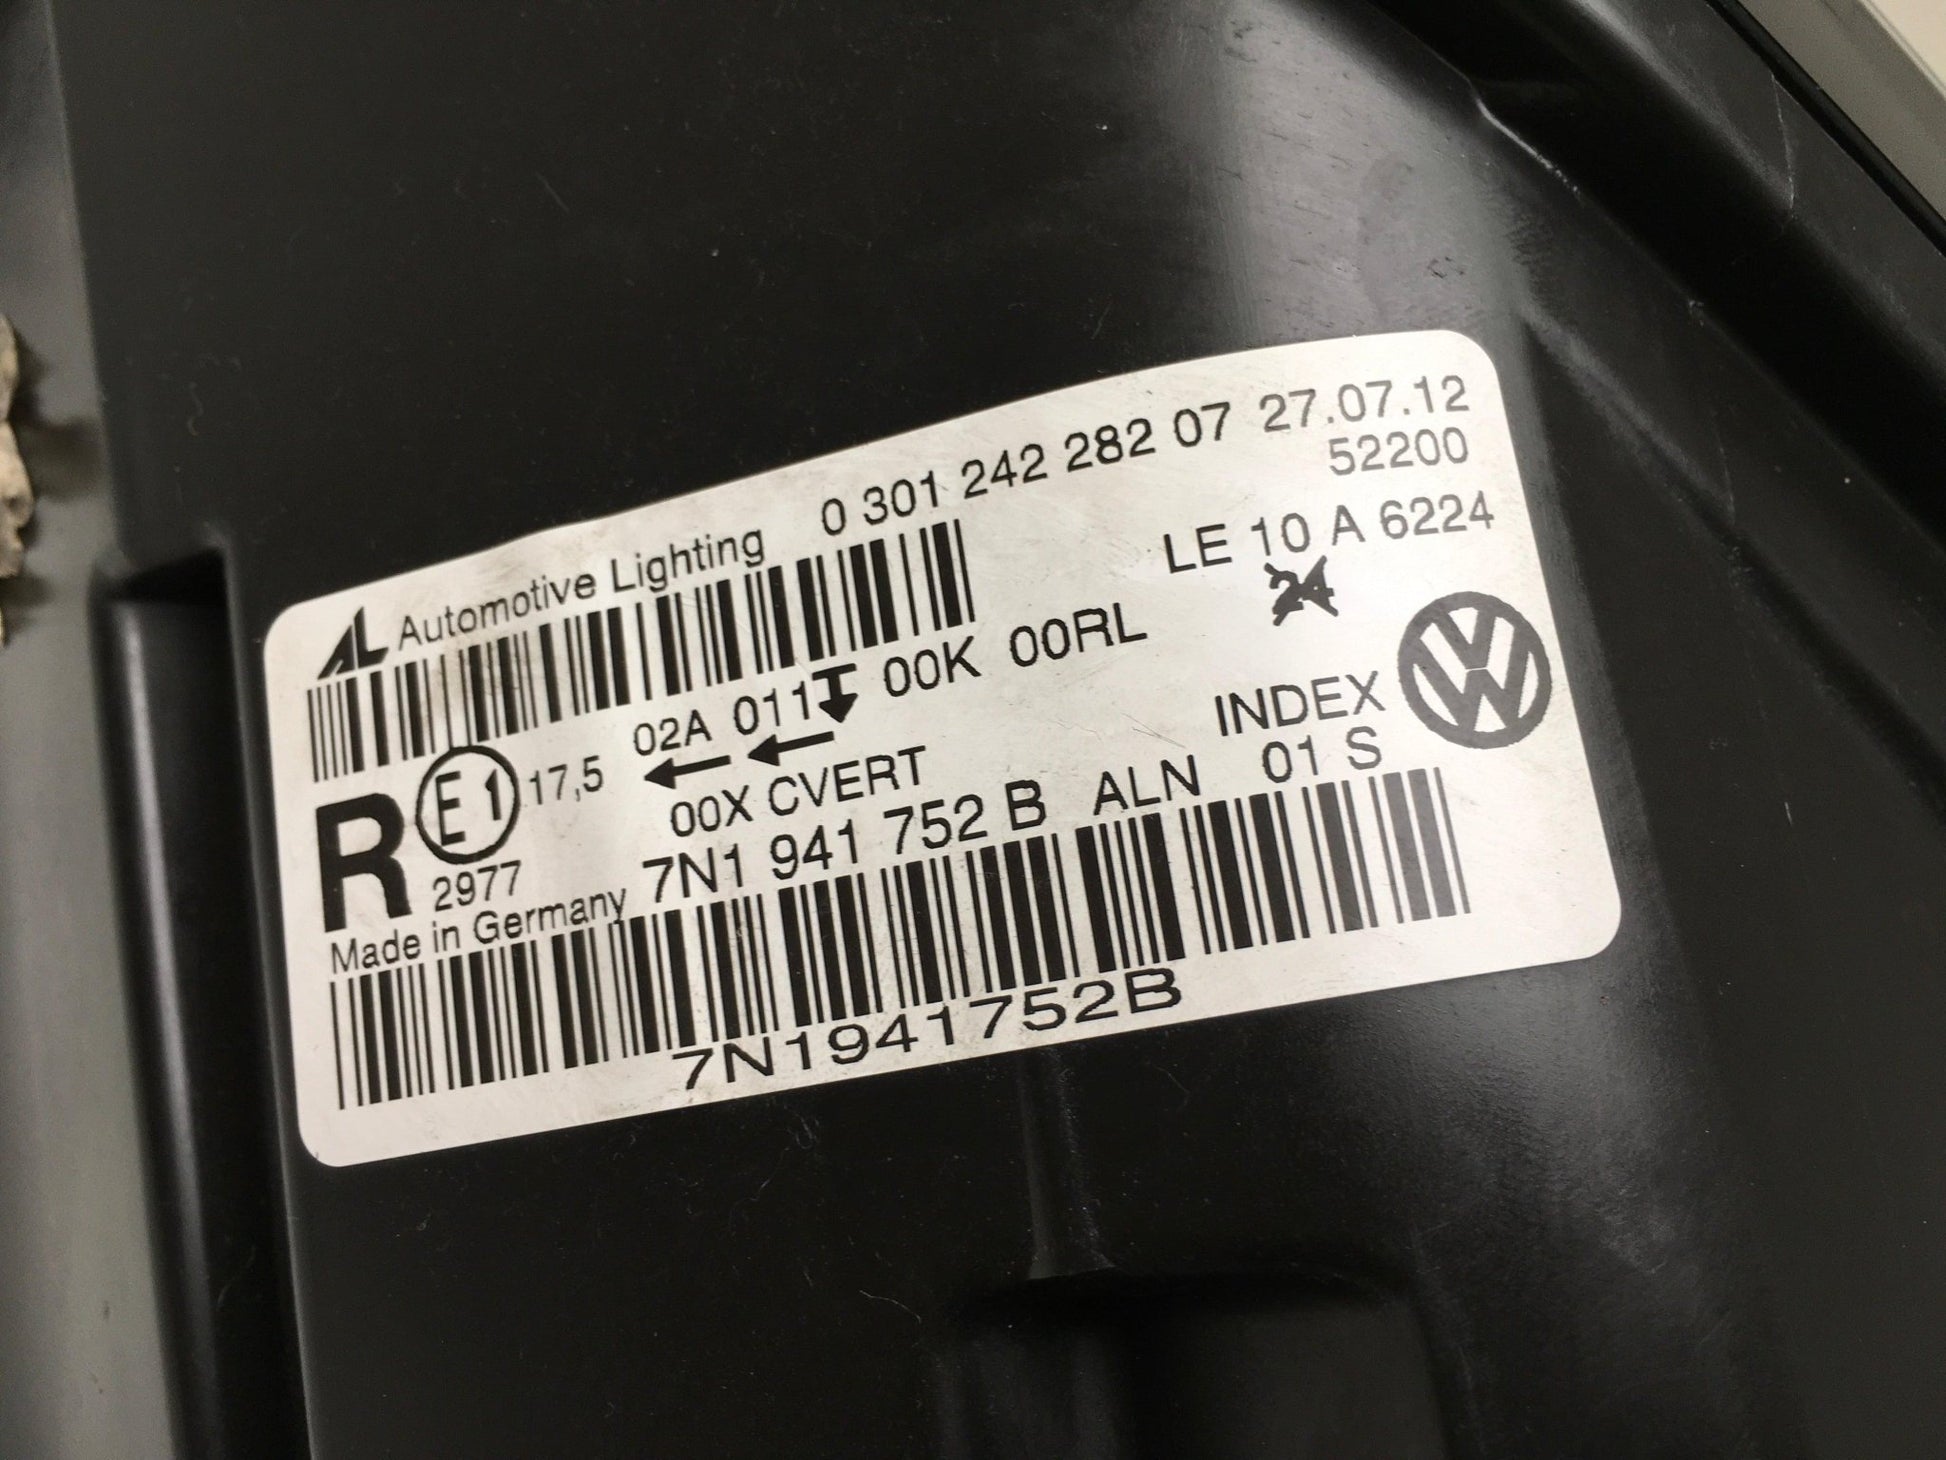 AL Automotive Lighting 0 301 242 282 07 27.07.12
52200
LE 10 A 6224
24
02A 011 00K 00RL
R E1 17,5
00X CVERT
INDEX
2977
7N1 941 752 B ALN 01 S
Made in Germany
7N1941752B